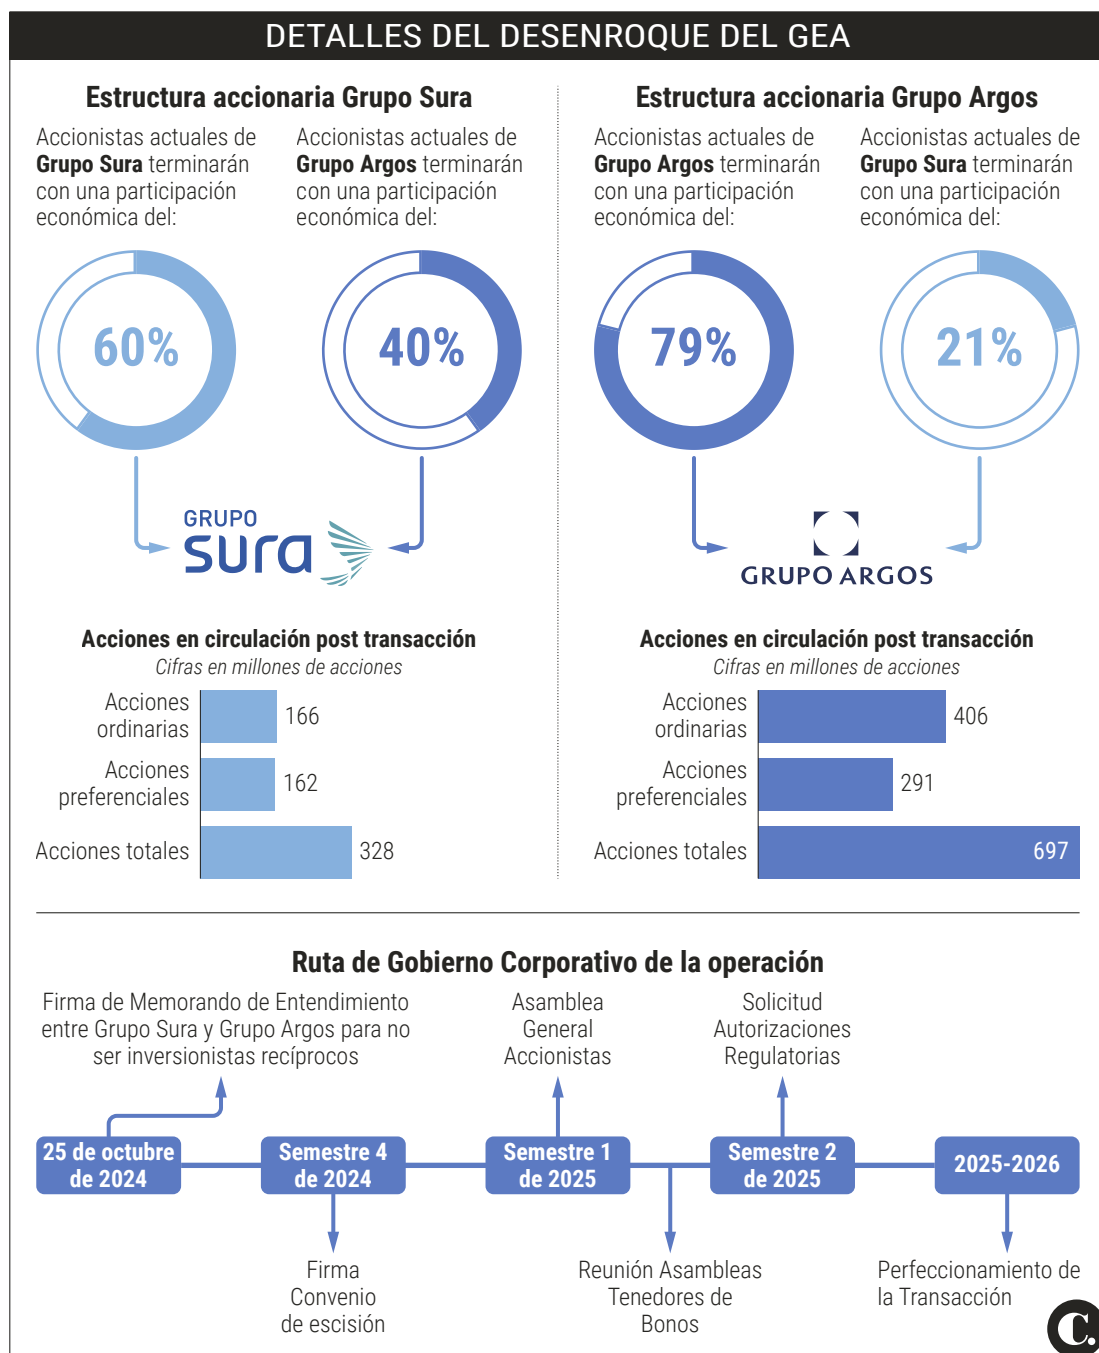 DETALLES DEL DESENROQUE DEL GEA
Estructura accionaria Grupo Sura
Accionistas actuales de
Grupo Sura terminarán
con una participación
económica del:
Accionistas actuales de
Grupo Argos terminarán
con una participación
económica del:
60%
40%
GRUPO
sura
Acciones en circulación post transacción
Cifras en millones de acciones
Acciones
ordinarias
166
Acciones
preferenciales
162
Acciones totales
328
Estructura accionaria Grupo Argos
Accionistas actuales de
Grupo Argos terminarán
con una participación
económica del:
Accionistas actuales de
Grupo Sura terminarán
con una participación
económica del:
79%
21%
GRUPO ARGOS
Acciones en circulación post transacción
Cifras en millones de acciones
Acciones
ordinarias
406
Acciones
preferenciales
291
Acciones totales
697
Ruta de Gobierno Corporativo de la operación
Firma de Memorando de Entendimiento
entre Grupo Sura y Grupo Argos para no
ser inversionistas recíprocos
Asamblea
General
Accionistas
Solicitud
Autorizaciones
Regulatorias
25 de octubre
de 2024
Semestre 4
de 2024
Semestre 1
de 2025
Semestre 2
de 2025
2025-2026
Firma
Convenio
de escisión
Reunión Asambleas
Tenedores de
Bonos
Perfeccionamiento de
la Transacción
C.